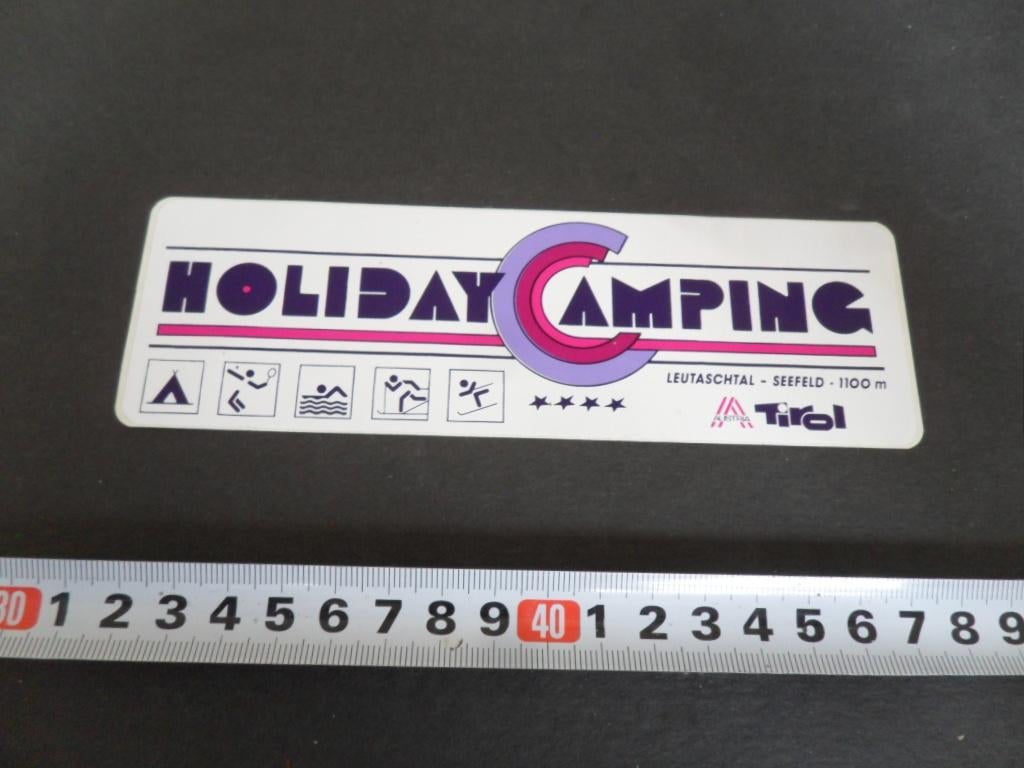 HOLIDAY CAMPING
LEUTASCHTAL - SEEFELD - 1100 m
AUSTRIA Tirol
30 1 2 3 4 5 6 7 8 9 40 1 2 3 4 5 6 7 8 9